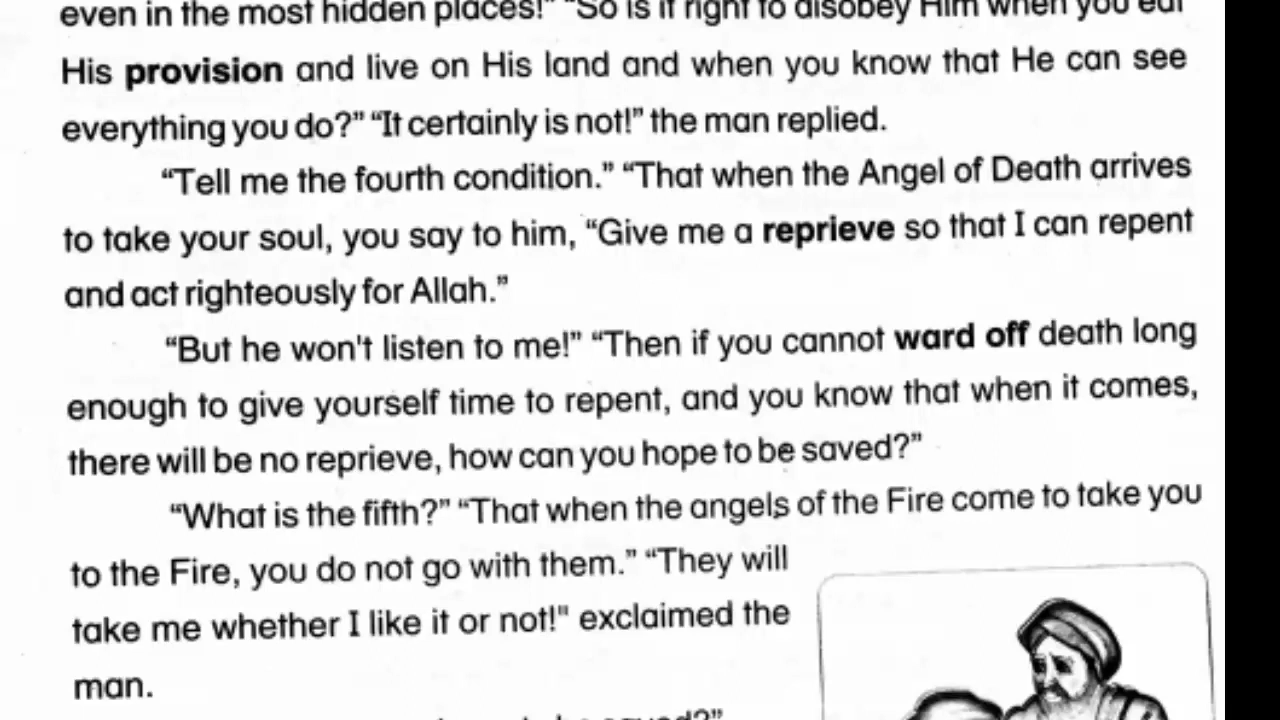 even in the most hidden places!" "So is it right to disobey Him when you eat
His provision and live on His land and when you know that He can see
everything you do?" "It certainly is not!" the man replied.
"Tell me the fourth condition." "That when the Angel of Death arrives
to take your soul, you say to him, "Give me a reprieve so that I can repent
and act righteously for Allah."
"But he won't listen to me!" "Then if you cannot ward off death long
enough to give yourself time to repent, and you know that when it comes,
there will be no reprieve, how can you hope to be saved?"
"What is the fifth?" "That when the angels of the Fire come to take you
to the Fire, you do not go with them." "They will
take me whether I like it or not!" exclaimed the
man.
to be saved?"